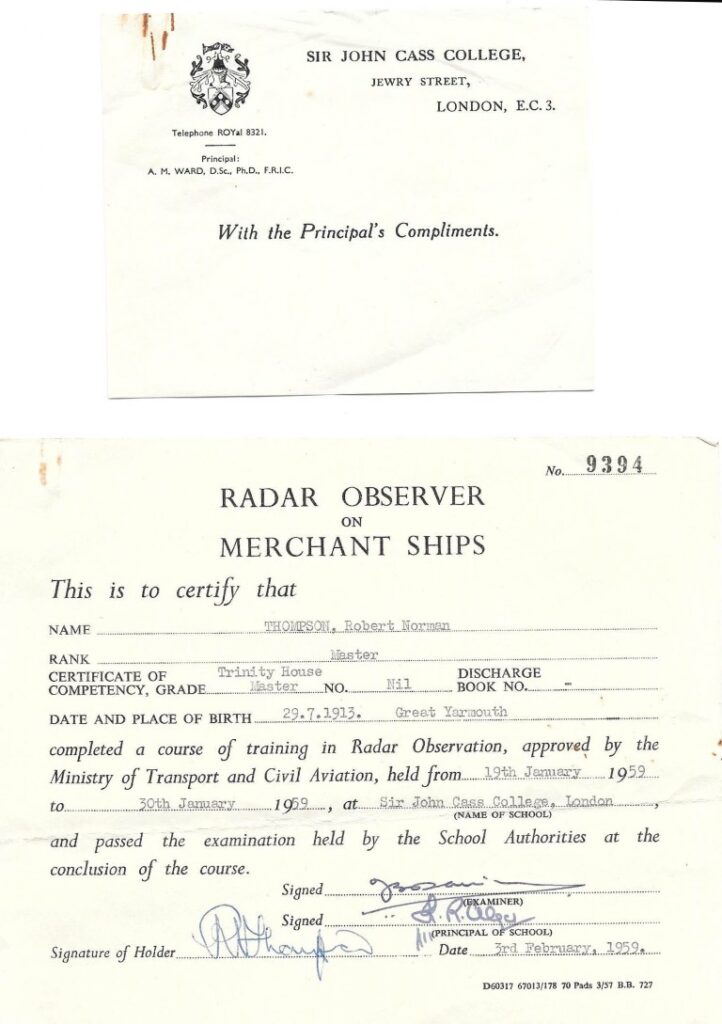 SIR JOHN CASS COLLEGE,
JEWRY STREET,
LONDON, E.C. 3.
Telephone ROYal 8321.
Principal:
A. M. WARD, D.Sc., Ph.D., F.R.I.C.
With the Principal's Compliments.
No. 9394
RADAR OBSERVER
ON
MERCHANT SHIPS
This is to certify that
NAME THOMPSON, Robert Norman
RANK Master
CERTIFICATE OF COMPETENCY, GRADE Trinity House Master NO. Nil DISCHARGE BOOK NO. -
DATE AND PLACE OF BIRTH 29.7.1913. Great Yarmouth
completed a course of training in Radar Observation, approved by the
Ministry of Transport and Civil Aviation, held from 19th January 1959
to 30th January 1959, at Sir John Cass College, London,
(NAME OF SCHOOL)
and passed the examination held by the School Authorities at the
conclusion of the course.
Signed
(EXAMINER)
Signed
(PRINCIPAL OF SCHOOL)
Signature of Holder R N Thompson Date 3rd February, 1959.
D60317 67013/178 70 Pads 3/57 B.B. 727